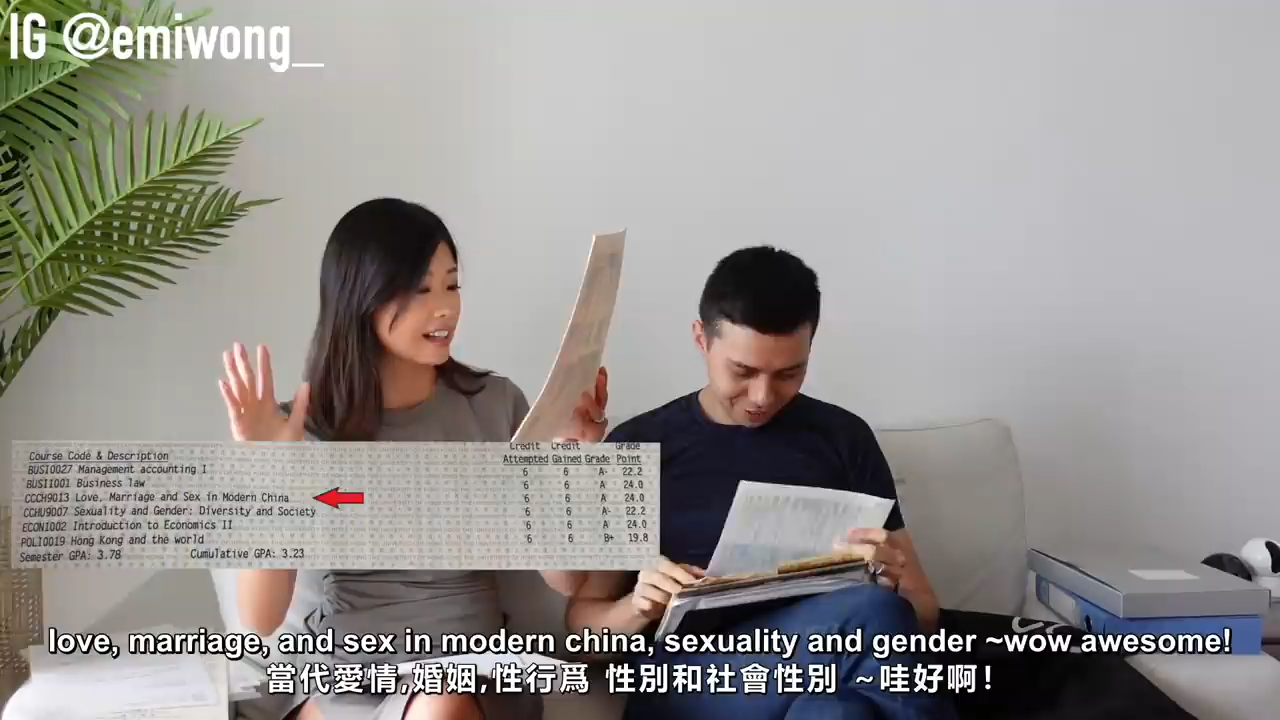 IG @emiwong_
Credit Credit Grade
Course Code & Description Attempted Gained Grade Point
BUSI0027 Management accounting I 6 6 A- 22.2
BUSI1001 Business law 6 6 A 24.0
CCCH9013 Love, Marriage and Sex in Modern China 6 6 A 24.0
CCHU9007 Sexuality and Gender: Diversity and Society 6 6 A- 22.2
ECON1002 Introduction to Economics II 6 6 A 24.0
POLI0019 Hong Kong and the world 6 6 B+ 19.8
Semester GPA: 3.78 Cumulative GPA: 3.23
love, marriage, and sex in modern china, sexuality and gender ~wow awesome!
當代愛情,婚姻,性行爲 性別和社會性別 ~哇好啊!